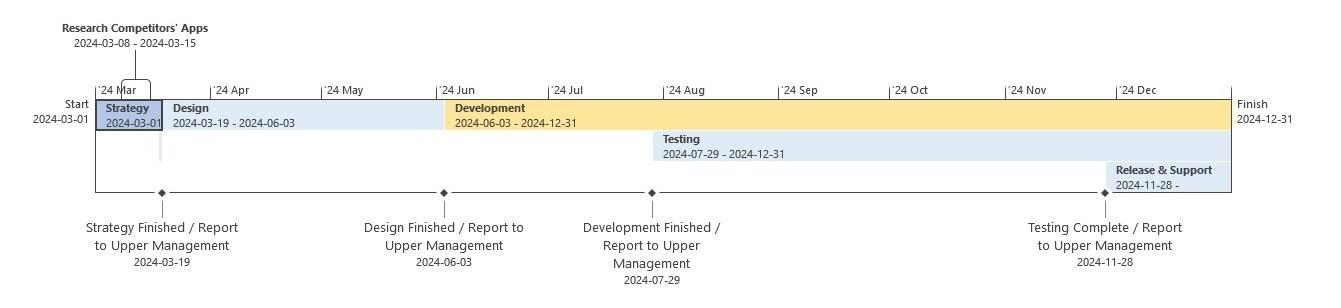 Research Competitors' Apps
2024-03-08 - 2024-03-15
'24 Mar
'24 Apr
'24 May
'24 Jun
'24 Jul
'24 Aug
'24 Sep
'24 Oct
'24 Nov
'24 Dec
Start
2024-03-01
Strategy
2024-03-01
Design
2024-03-19 - 2024-06-03
Development
2024-06-03 - 2024-12-31
Finish
2024-12-31
Testing
2024-07-29 - 2024-12-31
Release & Support
2024-11-28 -
Strategy Finished / Report
to Upper Management
2024-03-19
Design Finished / Report to
Upper Management
2024-06-03
Development Finished /
Report to Upper
Management
2024-07-29
Testing Complete / Report
to Upper Management
2024-11-28